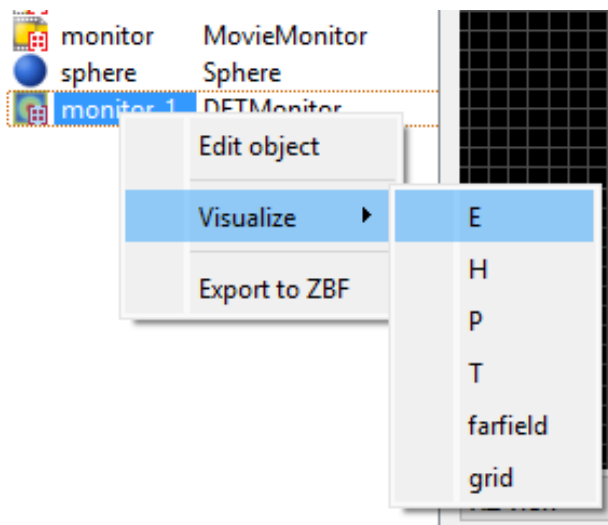 monitor MovieMonitor
sphere Sphere
monitor_1 DFTMonitor
Edit object
Visualize E
H
Export to ZBF
P
T
farfield
grid